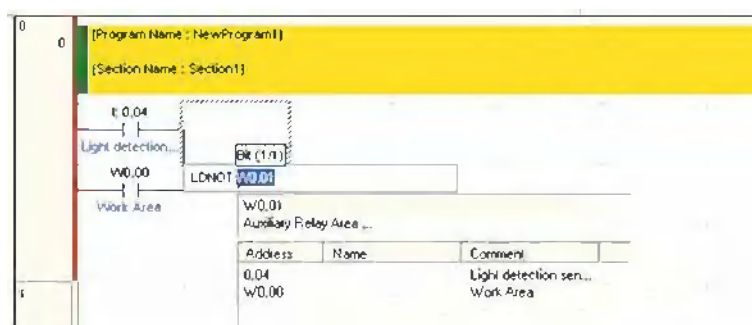 0
0
[Program Name : NewProgram1]
[Section Name : Section1]
I: 0.04
Light detection...
Bit (1/1)
W0.00
LDNOT W0.01
Work Area
W0.01
Auxiliary Relay Area ...
Address Name Comment
0.04 Light detection sen...
W0.00 Work Area